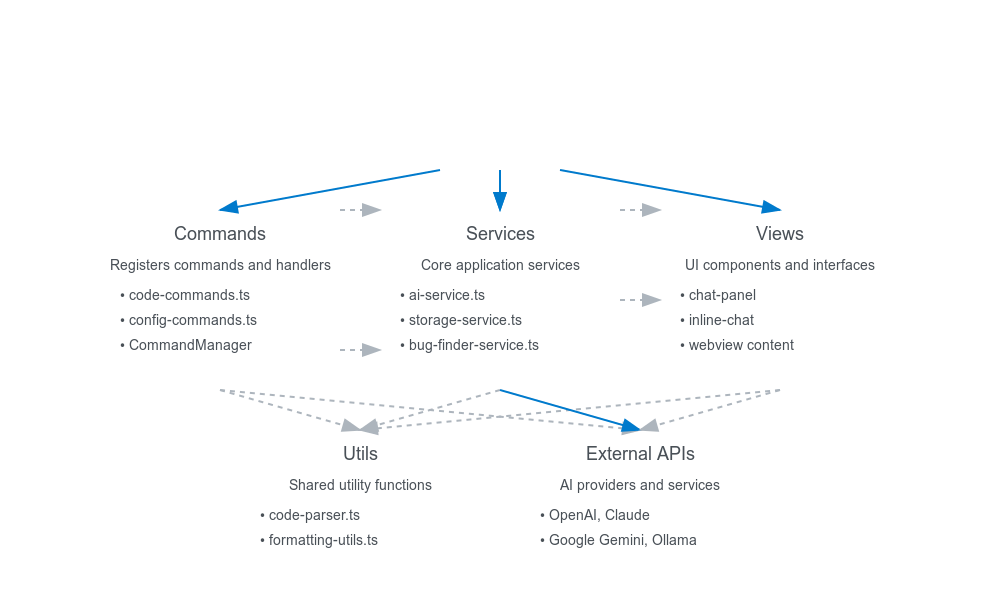 Commands
Registers commands and handlers
• code-commands.ts
• config-commands.ts
• CommandManager
Services
Core application services
• ai-service.ts
• storage-service.ts
• bug-finder-service.ts
Views
UI components and interfaces
• chat-panel
• inline-chat
• webview content
Utils
Shared utility functions
• code-parser.ts
• formatting-utils.ts
External APIs
AI providers and services
• OpenAI, Claude
• Google Gemini, Ollama